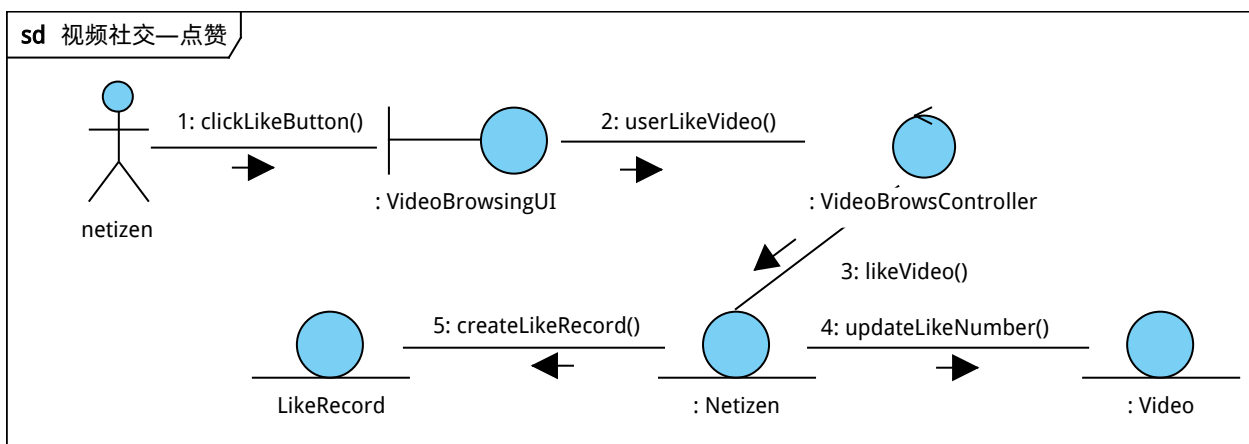 sd 视频社交—点赞
1: clickLikeButton()
2: userLikeVideo()
: VideoBrowsingUI
: VideoBrowsController
netizen
3: likeVideo()
5: createLikeRecord()
4: updateLikeNumber()
LikeRecord
: Netizen
: Video